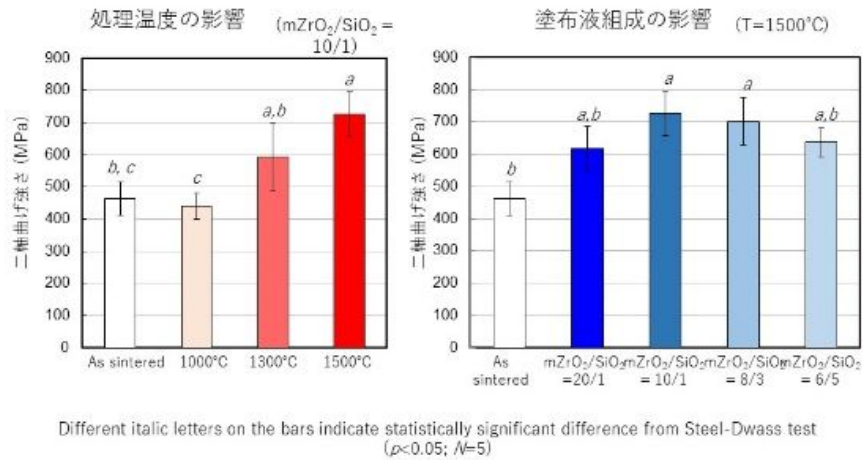 処理温度の影響 (mZrO₂/SiO₂ =
10/1)
二軸曲げ強さ (MPa)
900
800
700
600
500
400
300
200
100
0
b, c
c
a,b
a
As sintered 1000°C 1300°C 1500°C
塗布液組成の影響 (T=1500°C)
二軸曲げ強さ (MPa)
900
800
700
600
500
400
300
200
100
0
b
a,b
a
a
a,b
As mZrO₂/SiO₂ mZrO₂/SiO₂ mZrO₂/SiO₂ mZrO₂/SiO₂
sintered =20/1 = 10/1 = 8/3 = 6/5
Different italic letters on the bars indicate statistically significant difference from Steel-Dwass test
(p<0.05; N=5)